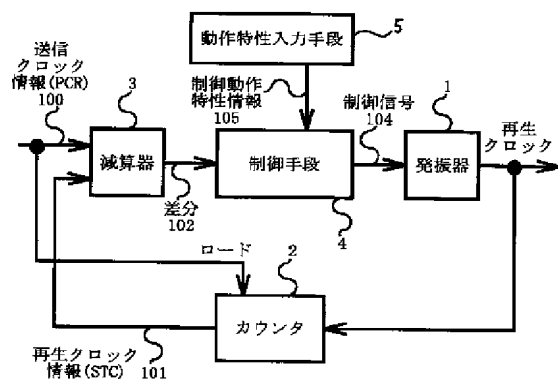 動作特性入力手段
5
送信
クロック
情報(PCR)
100
3
制御動作
特性情報
105
制御信号
104
1
再生
クロック
減算器
制御手段
発振器
差分
102
4
ロード
2
カウンタ
再生クロック
情報(STC)
101